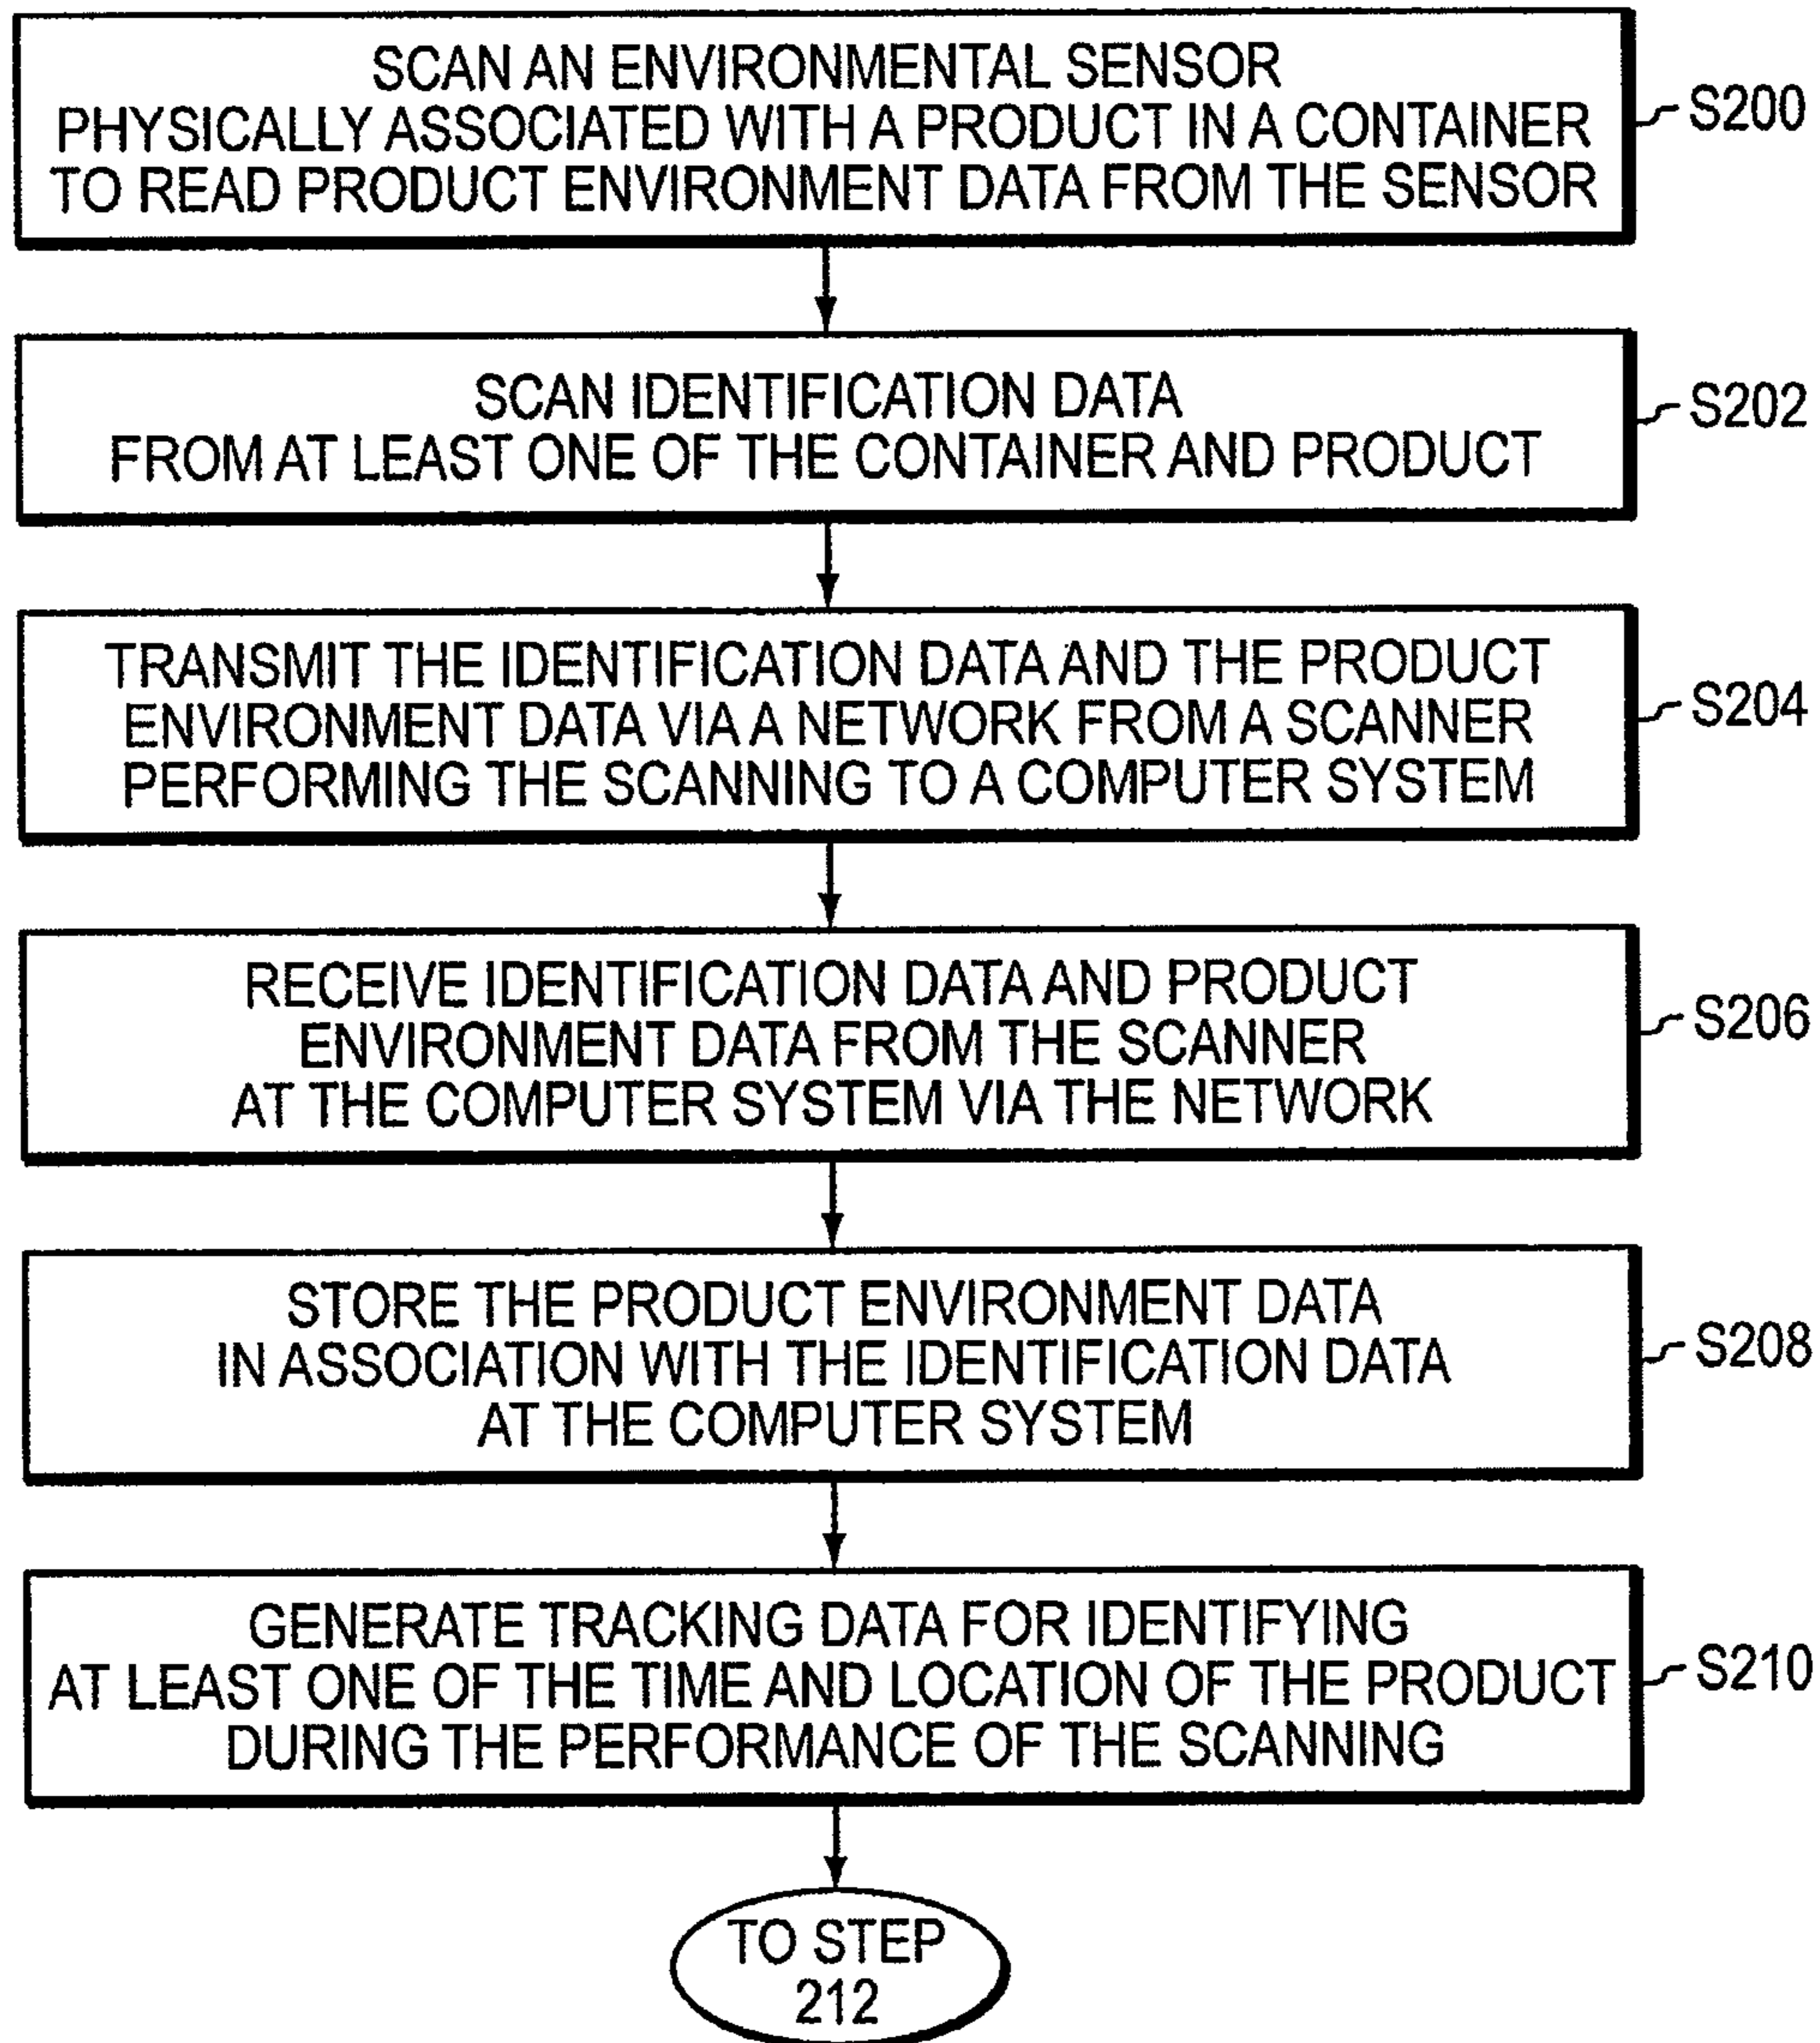 SCAN AN ENVIRONMENTAL SENSOR
PHYSICALLY ASSOCIATED WITH A PRODUCT IN A CONTAINER
TO READ PRODUCT ENVIRONMENT DATA FROM THE SENSOR
S200
SCAN IDENTIFICATION DATA
FROM AT LEAST ONE OF THE CONTAINER AND PRODUCT
S202
TRANSMIT THE IDENTIFICATION DATA AND THE PRODUCT
ENVIRONMENT DATA VIA A NETWORK FROM A SCANNER
PERFORMING THE SCANNING TO A COMPUTER SYSTEM
S204
RECEIVE IDENTIFICATION DATA AND PRODUCT
ENVIRONMENT DATA FROM THE SCANNER
AT THE COMPUTER SYSTEM VIA THE NETWORK
S206
STORE THE PRODUCT ENVIRONMENT DATA
IN ASSOCIATION WITH THE IDENTIFICATION DATA
AT THE COMPUTER SYSTEM
S208
GENERATE TRACKING DATA FOR IDENTIFYING
AT LEAST ONE OF THE TIME AND LOCATION OF THE PRODUCT
DURING THE PERFORMANCE OF THE SCANNING
S210
TO STEP
212